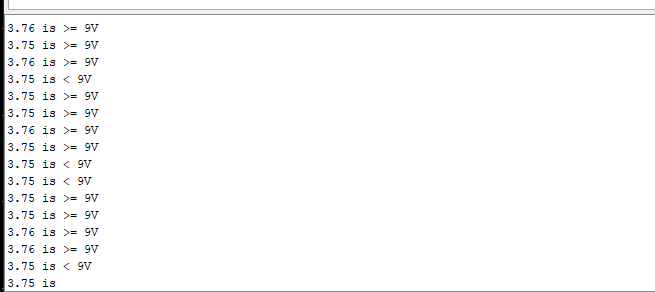 3.76 is >= 9V
3.75 is >= 9V
3.76 is >= 9V
3.75 is < 9V
3.75 is >= 9V
3.75 is >= 9V
3.76 is >= 9V
3.75 is >= 9V
3.75 is < 9V
3.75 is < 9V
3.75 is >= 9V
3.75 is >= 9V
3.76 is >= 9V
3.76 is >= 9V
3.75 is < 9V
3.75 is